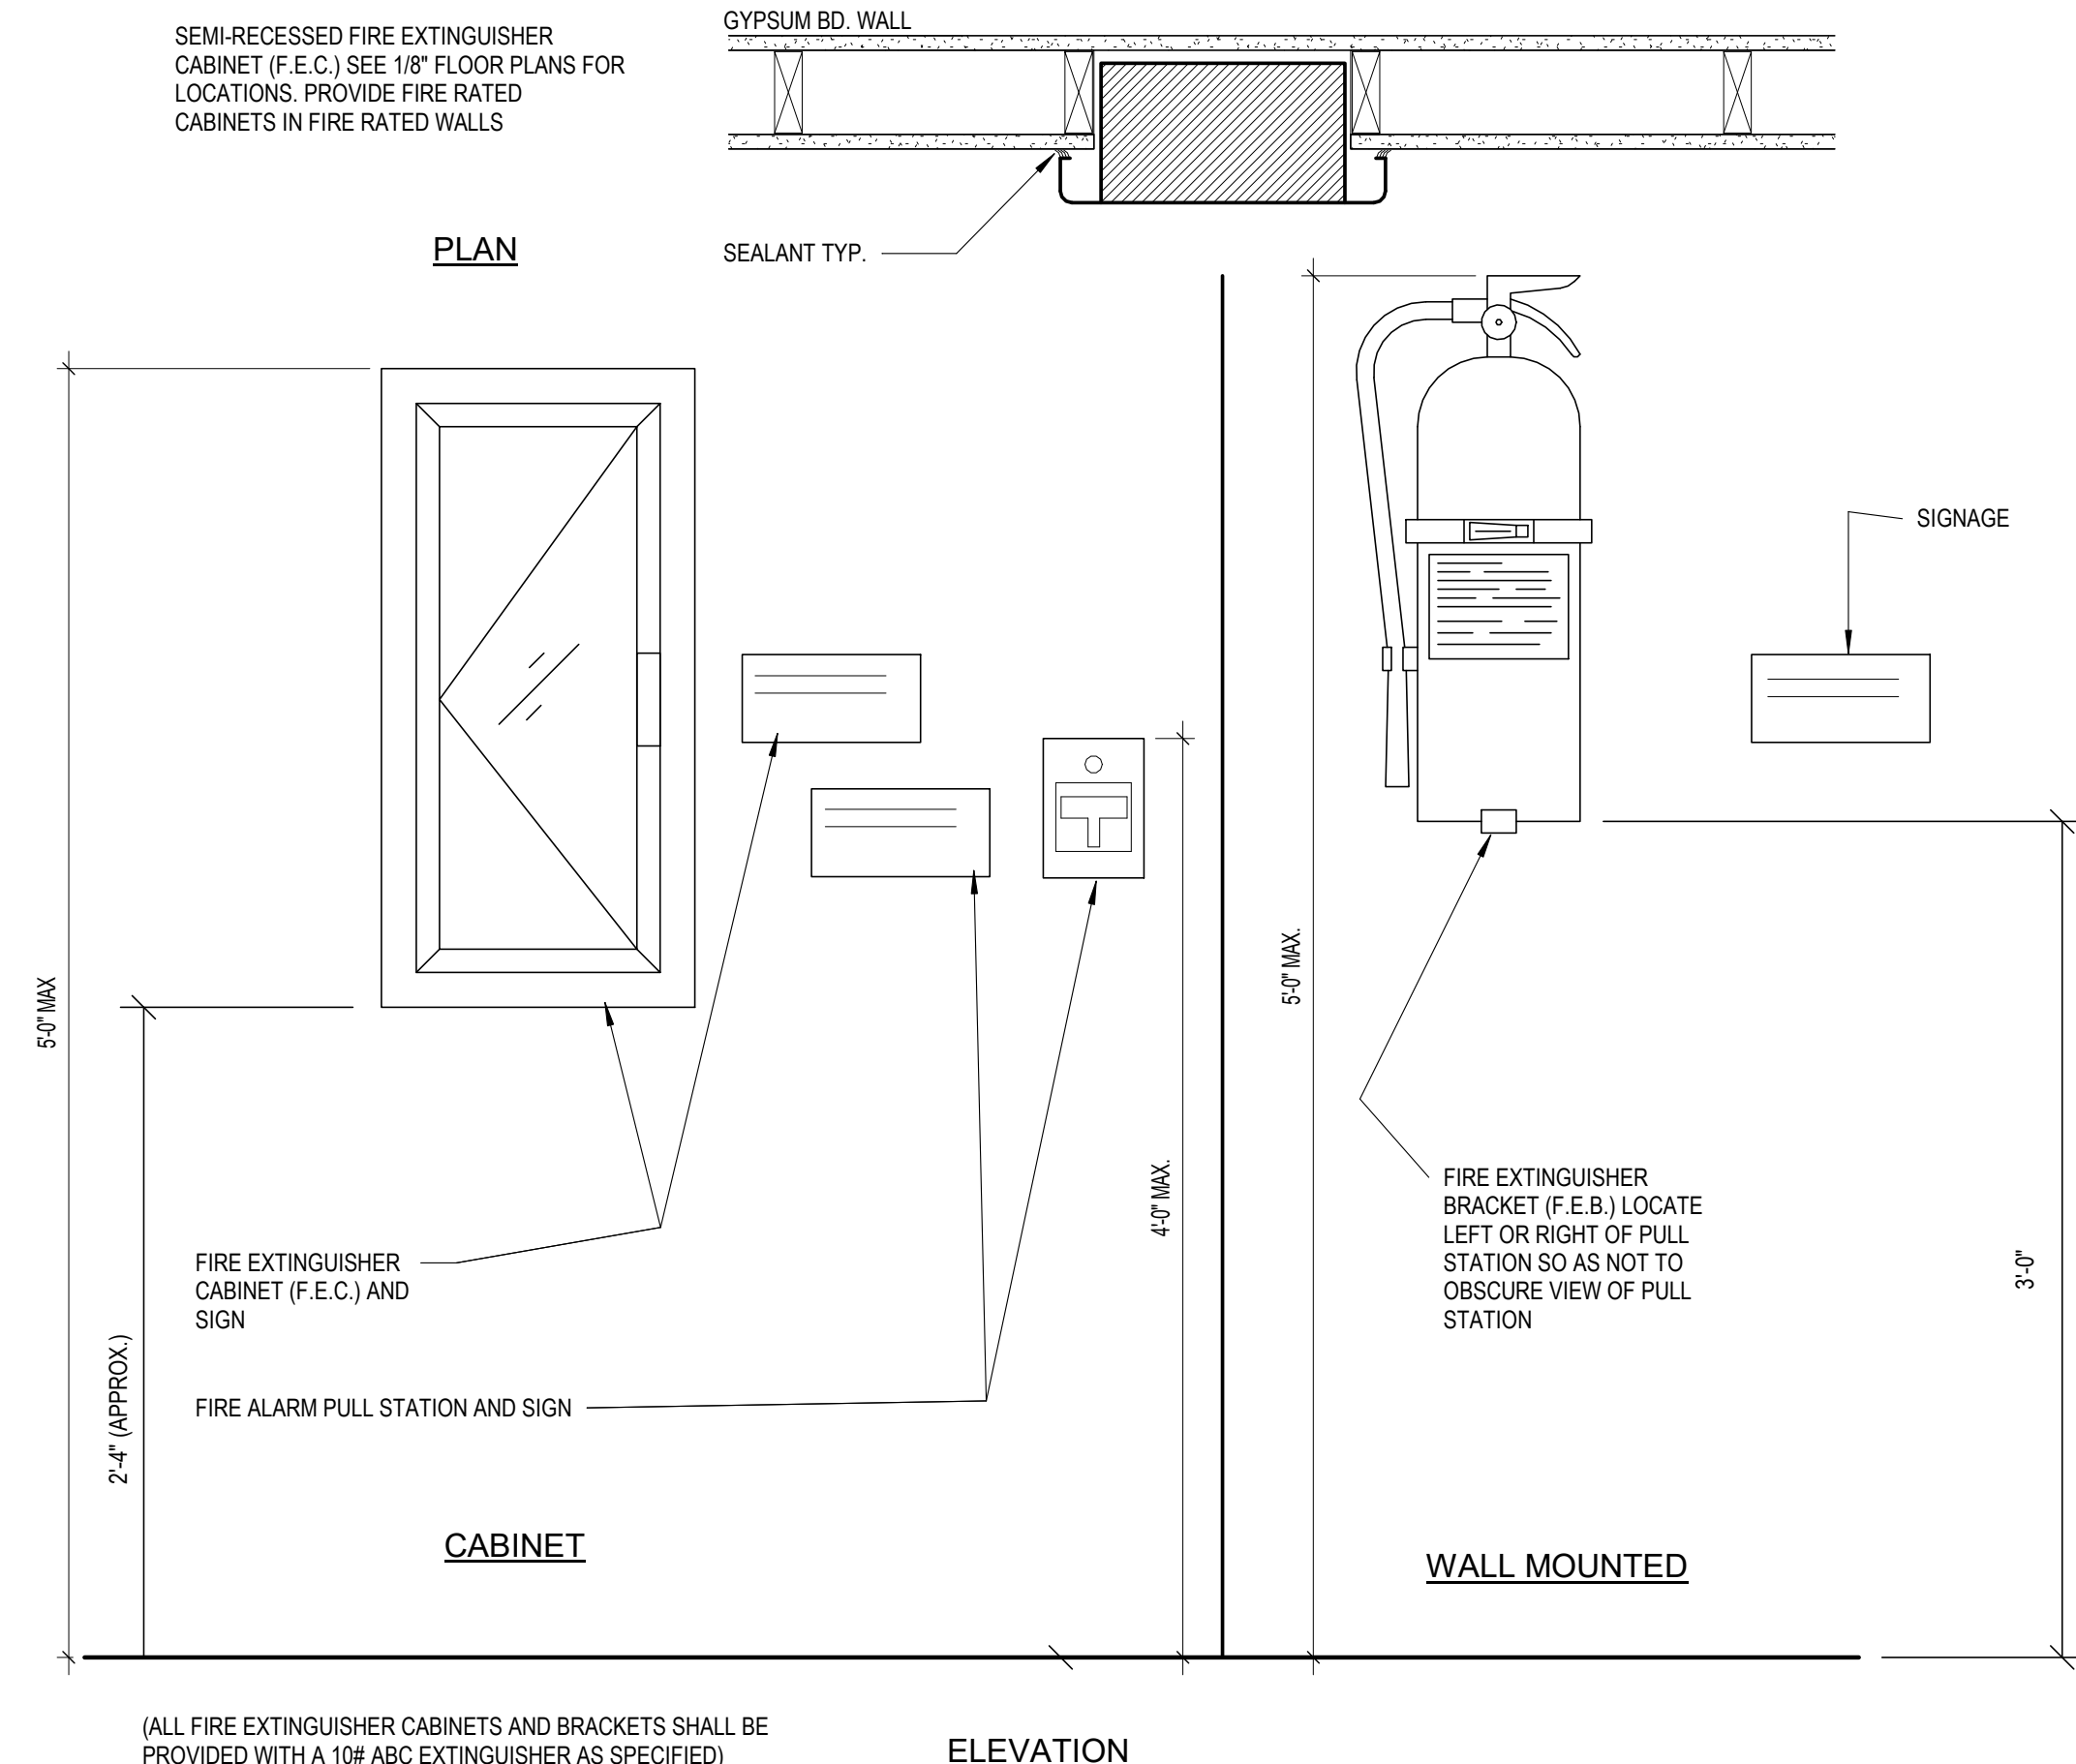 SEMI-RECESSED FIRE EXTINGUISHER
CABINET (F.E.C.) SEE 1/8" FLOOR PLANS FOR
LOCATIONS. PROVIDE FIRE RATED
CABINETS IN FIRE RATED WALLS
GYPSUM BD. WALL
PLAN
SEALANT TYP.
SIGNAGE
5'-0" MAX
5'-0" MAX.
4'-0" MAX.
FIRE EXTINGUISHER
BRACKET (F.E.B.) LOCATE
LEFT OR RIGHT OF PULL
STATION SO AS NOT TO
OBSCURE VIEW OF PULL
STATION
3'-0"
FIRE EXTINGUISHER
CABINET (F.E.C.) AND
SIGN
2'-4" (APPROX.)
FIRE ALARM PULL STATION AND SIGN
CABINET
WALL MOUNTED
(ALL FIRE EXTINGUISHER CABINETS AND BRACKETS SHALL BE
PROVIDED WITH A 10# ABC EXTINGUISHER AS SPECIFIED)
ELEVATION